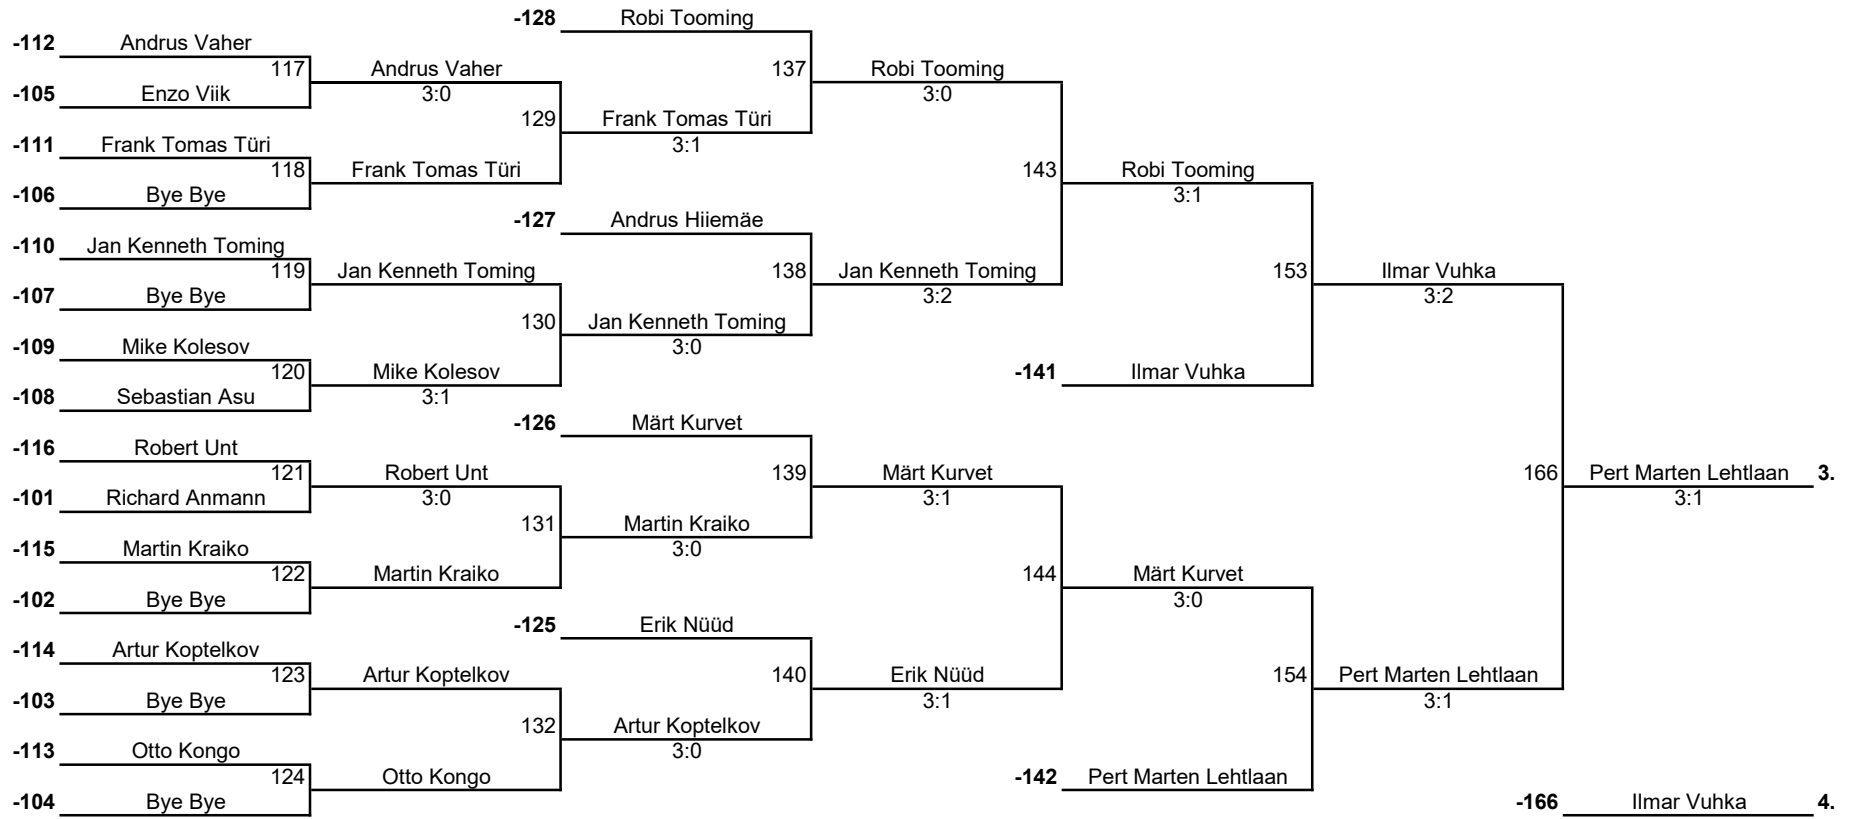 -128 Robi Tooming
-112 Andrus Vaher
117 Andrus Vaher 137 Robi Tooming
-105 Enzo Viik 3:0 3:0
129 Frank Tomas Türi
-111 Frank Tomas Türi 3:1
118 Frank Tomas Türi 143 Robi Tooming
-106 Bye Bye 3:1
-127 Andrus Hiiemäe
-110 Jan Kenneth Toming
119 Jan Kenneth Toming 138 Jan Kenneth Toming 153 Ilmar Vuhka
-107 Bye Bye 3:2 3:2
130 Jan Kenneth Toming
-109 Mike Kolesov 3:0
120 Mike Kolesov -141 Ilmar Vuhka
-108 Sebastian Asu 3:1
-126 Märt Kurvet
-116 Robert Unt
121 Robert Unt 139 Märt Kurvet 166 Pert Marten Lehtlaan 3.
-101 Richard Anmann 3:0 3:1 3:1
131 Martin Kraiko
-115 Martin Kraiko 3:0
122 Martin Kraiko 144 Märt Kurvet
-102 Bye Bye 3:0
-125 Erik Nüüd
-114 Artur Koptelkov
123 Artur Koptelkov 140 Erik Nüüd 154 Pert Marten Lehtlaan
-103 Bye Bye 3:1 3:1
132 Artur Koptelkov
-113 Otto Kongo 3:0
124 Otto Kongo -142 Pert Marten Lehtlaan
-104 Bye Bye -166 Ilmar Vuhka 4.